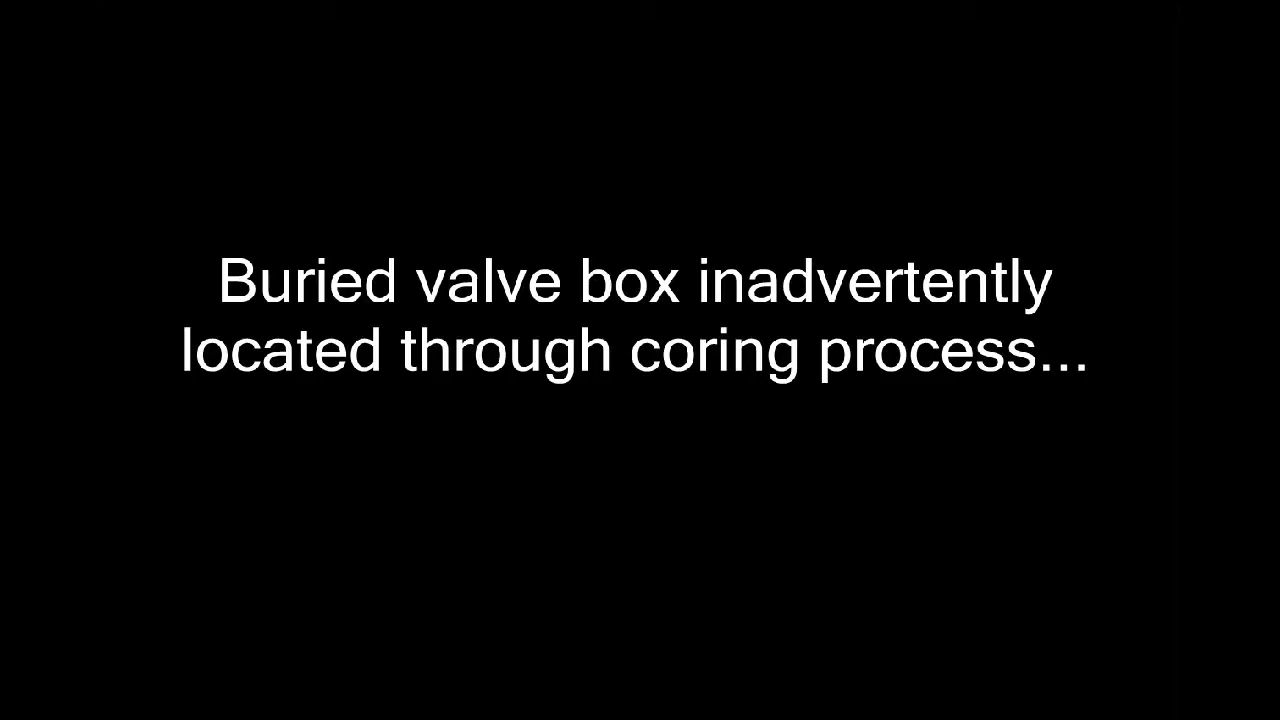 Buried valve box inadvertently
located through coring process...